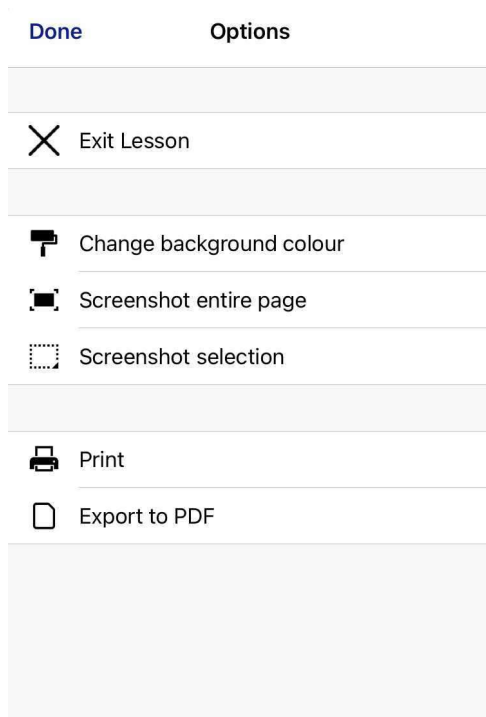 Done
Options
Exit Lesson
Change background colour
Screenshot entire page
Screenshot selection
Print
Export to PDF